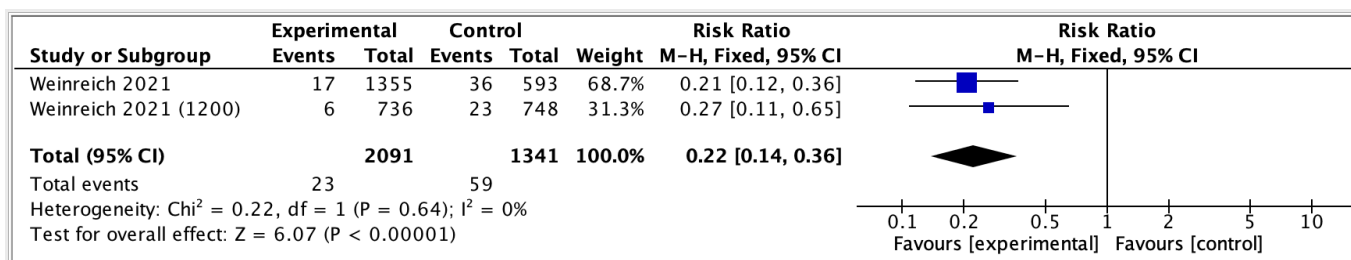 Experimental Control Risk Ratio Risk Ratio
Study or Subgroup Events Total Events Total Weight M-H, Fixed, 95% CI M-H, Fixed, 95% CI
Weinreich 2021 17 1355 36 593 68.7% 0.21 [0.12, 0.36]
Weinreich 2021 (1200) 6 736 23 748 31.3% 0.27 [0.11, 0.65]
Total (95% CI) 2091 1341 100.0% 0.22 [0.14, 0.36]
Total events 23 59
Heterogeneity: Chi² = 0.22, df = 1 (P = 0.64); I² = 0%
Test for overall effect: Z = 6.07 (P < 0.00001)
0.1 0.2 0.5 1 2 5 10
Favours [experimental] Favours [control]